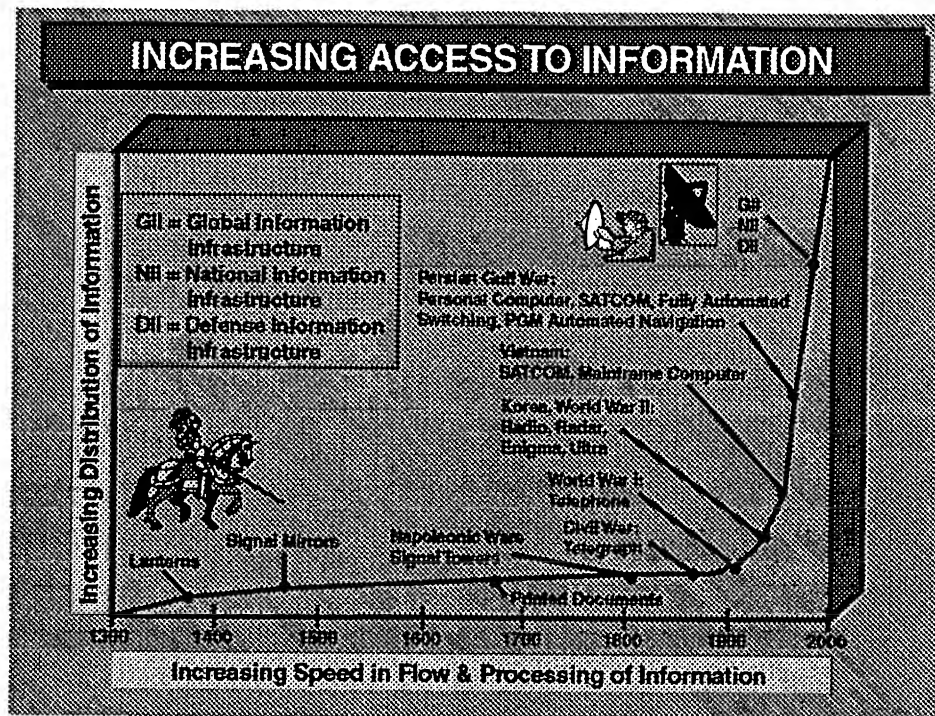 INCREASING ACCESS TO INFORMATION
Increasing Distribution of Information
GII = Global Information
Infrastructure
NII = National Information
Infrastructure
DII = Defense Information
Infrastructure
GII
NII
DII
Persian Gulf War:
Personal Computer, SATCOM, Fully Automated
Switching, PGM Automated Navigation
Vietnam:
SATCOM, Mainframe Computer
Korea, World War II:
Radio, Radar,
Enigma, Ultra
World War I:
Telephone
Civil War:
Telegraph
Napoleonic Wars
Signal Towers
Signal Mirrors
Lanterns
Printed Documents
1300 1400 1500 1600 1700 1800 1900 2000
Increasing Speed in Flow & Processing of Information